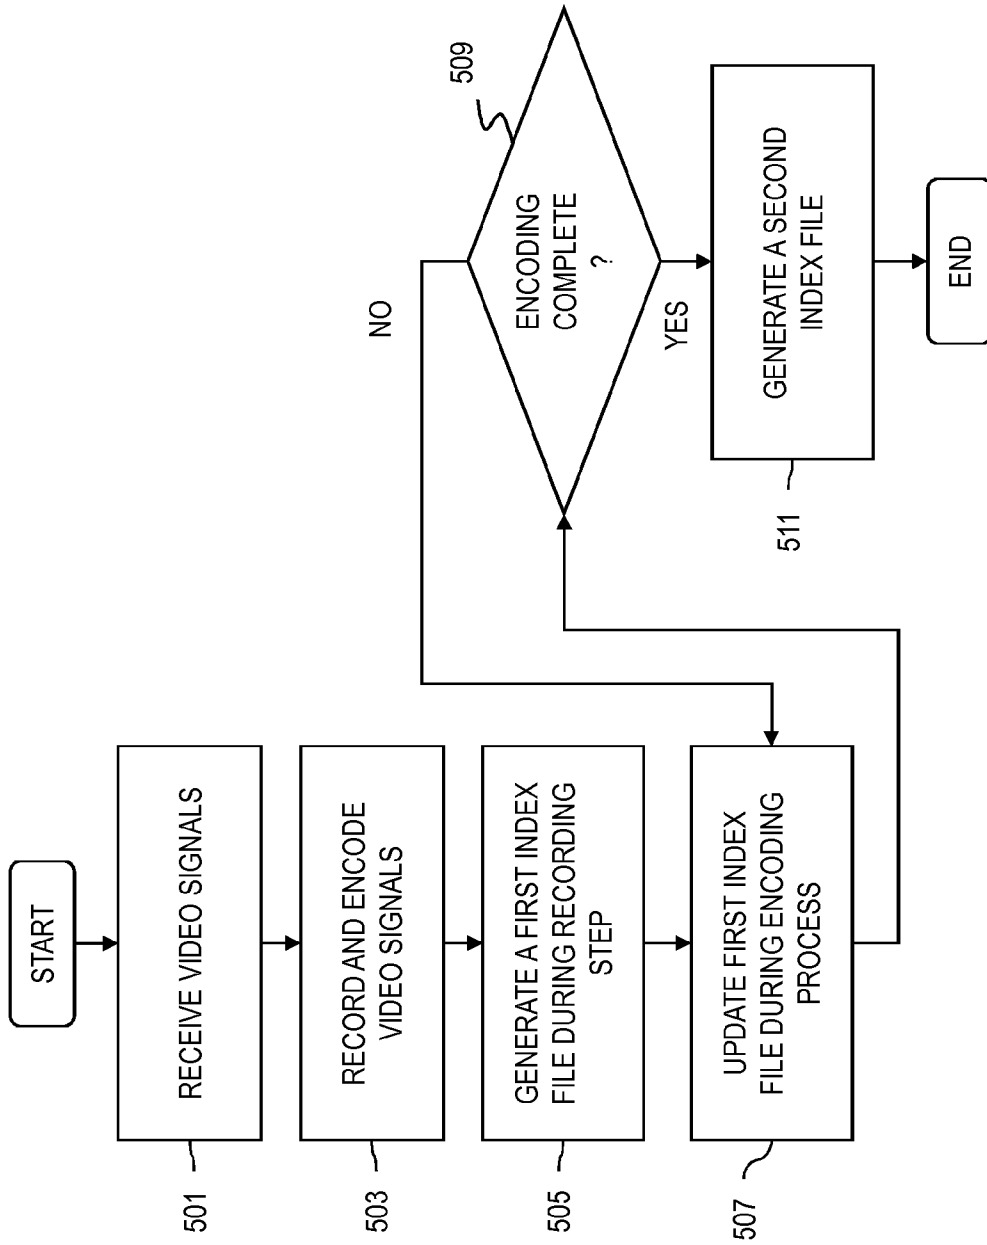 START
501
RECEIVE VIDEO SIGNALS
503
RECORD AND ENCODE
VIDEO SIGNALS
505
GENERATE A FIRST INDEX
FILE DURING RECORDING
STEP
507
UPDATE FIRST INDEX
FILE DURING ENCODING
PROCESS
NO
509
ENCODING
COMPLETE
?
YES
511
GENERATE A SECOND
INDEX FILE
END